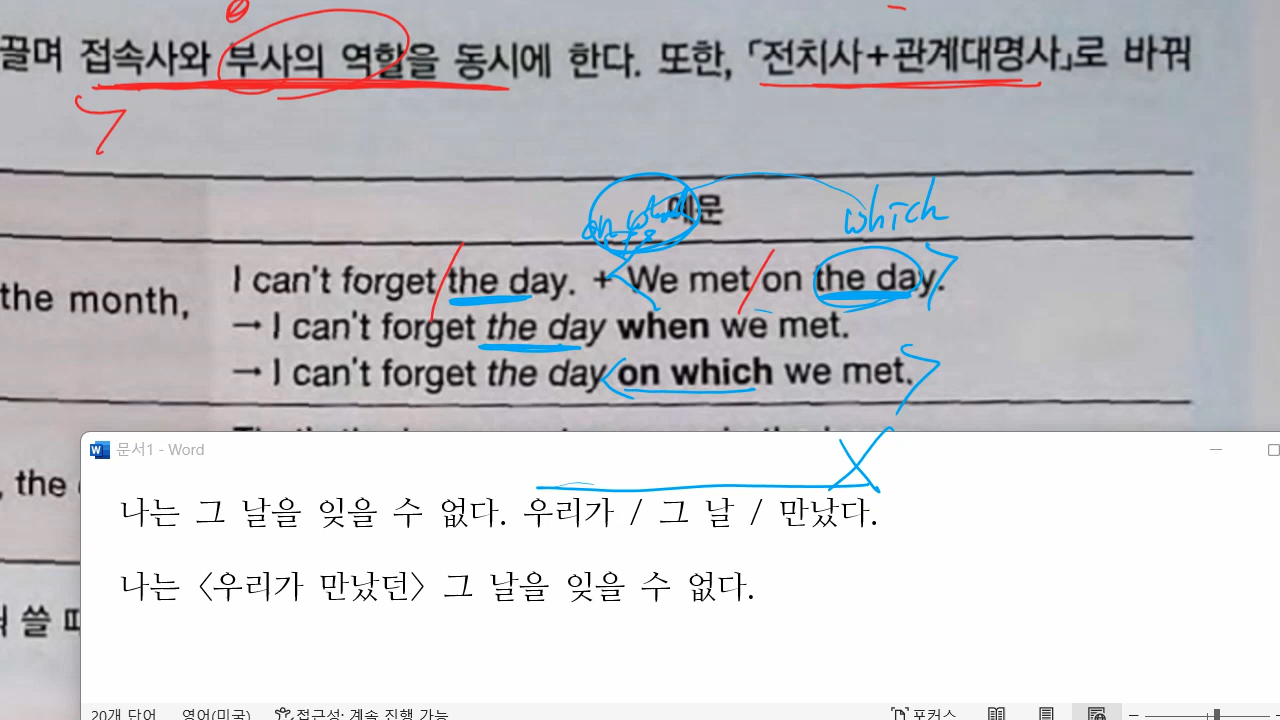 끌며 접속사와 부사의 역할을 동시에 한다. 또한, 「전치사+관계대명사」로 바꿔
예문
which
the month,
I can't forget the day. + We met on the day.
→ I can't forget the day when we met.
→ I can't forget the day on which we met.
, the
문서1 - Word
나는 그 날을 잊을 수 없다. 우리가 / 그 날 / 만났다.
나는 <우리가 만났던> 그 날을 잊을 수 없다.
쓸 때
20개 단어 영어(미국) 접근성: 계속 진행 가능 포커스